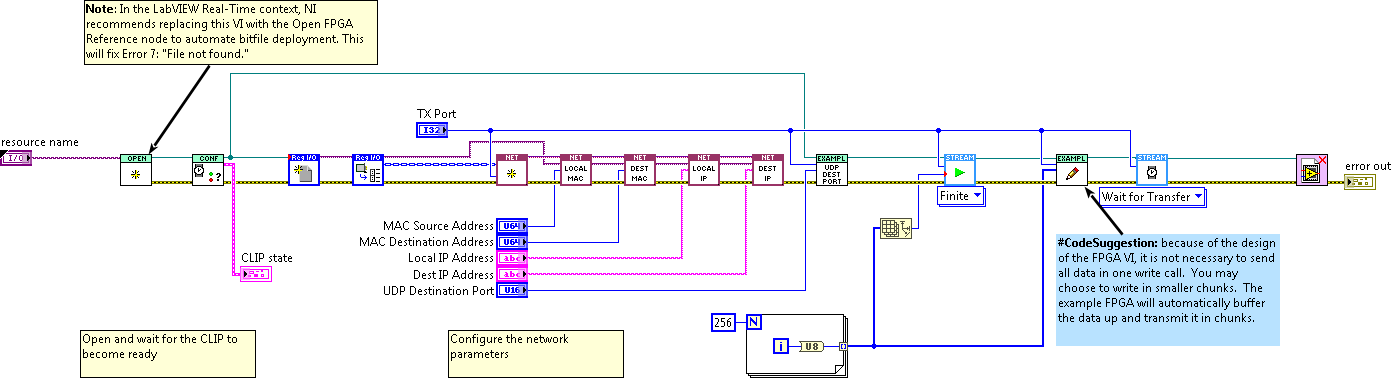 Note: In the LabVIEW Real-Time context, NI
recommends replacing this VI with the Open FPGA
Reference node to automate bitfile deployment. This
will fix Error 7: "File not found."
TX Port
I32
resource name
I/O
OPEN
CONF
?
Reg I/O
Reg I/O
NET
NET
LOCAL
MAC
NET
DEST
MAC
NET
LOCAL
IP
NET
DEST
IP
EXAMPL
UDP
DEST
PORT
STREAM
Finite
EXAMPL
STREAM
Wait for Transfer
error out
MAC Source Address
U64
MAC Destination Address
U64
Local IP Address
abc
Dest IP Address
abc
UDP Destination Port
U16
CLIP state
#CodeSuggestion: because of the design
of the FPGA VI, it is not necessary to send
all data in one write call.  You may
choose to write in smaller chunks.  The
example FPGA will automatically buffer
the data up and transmit it in chunks.
256
N
i
U8
Open and wait for the CLIP to
become ready
Configure the network
parameters